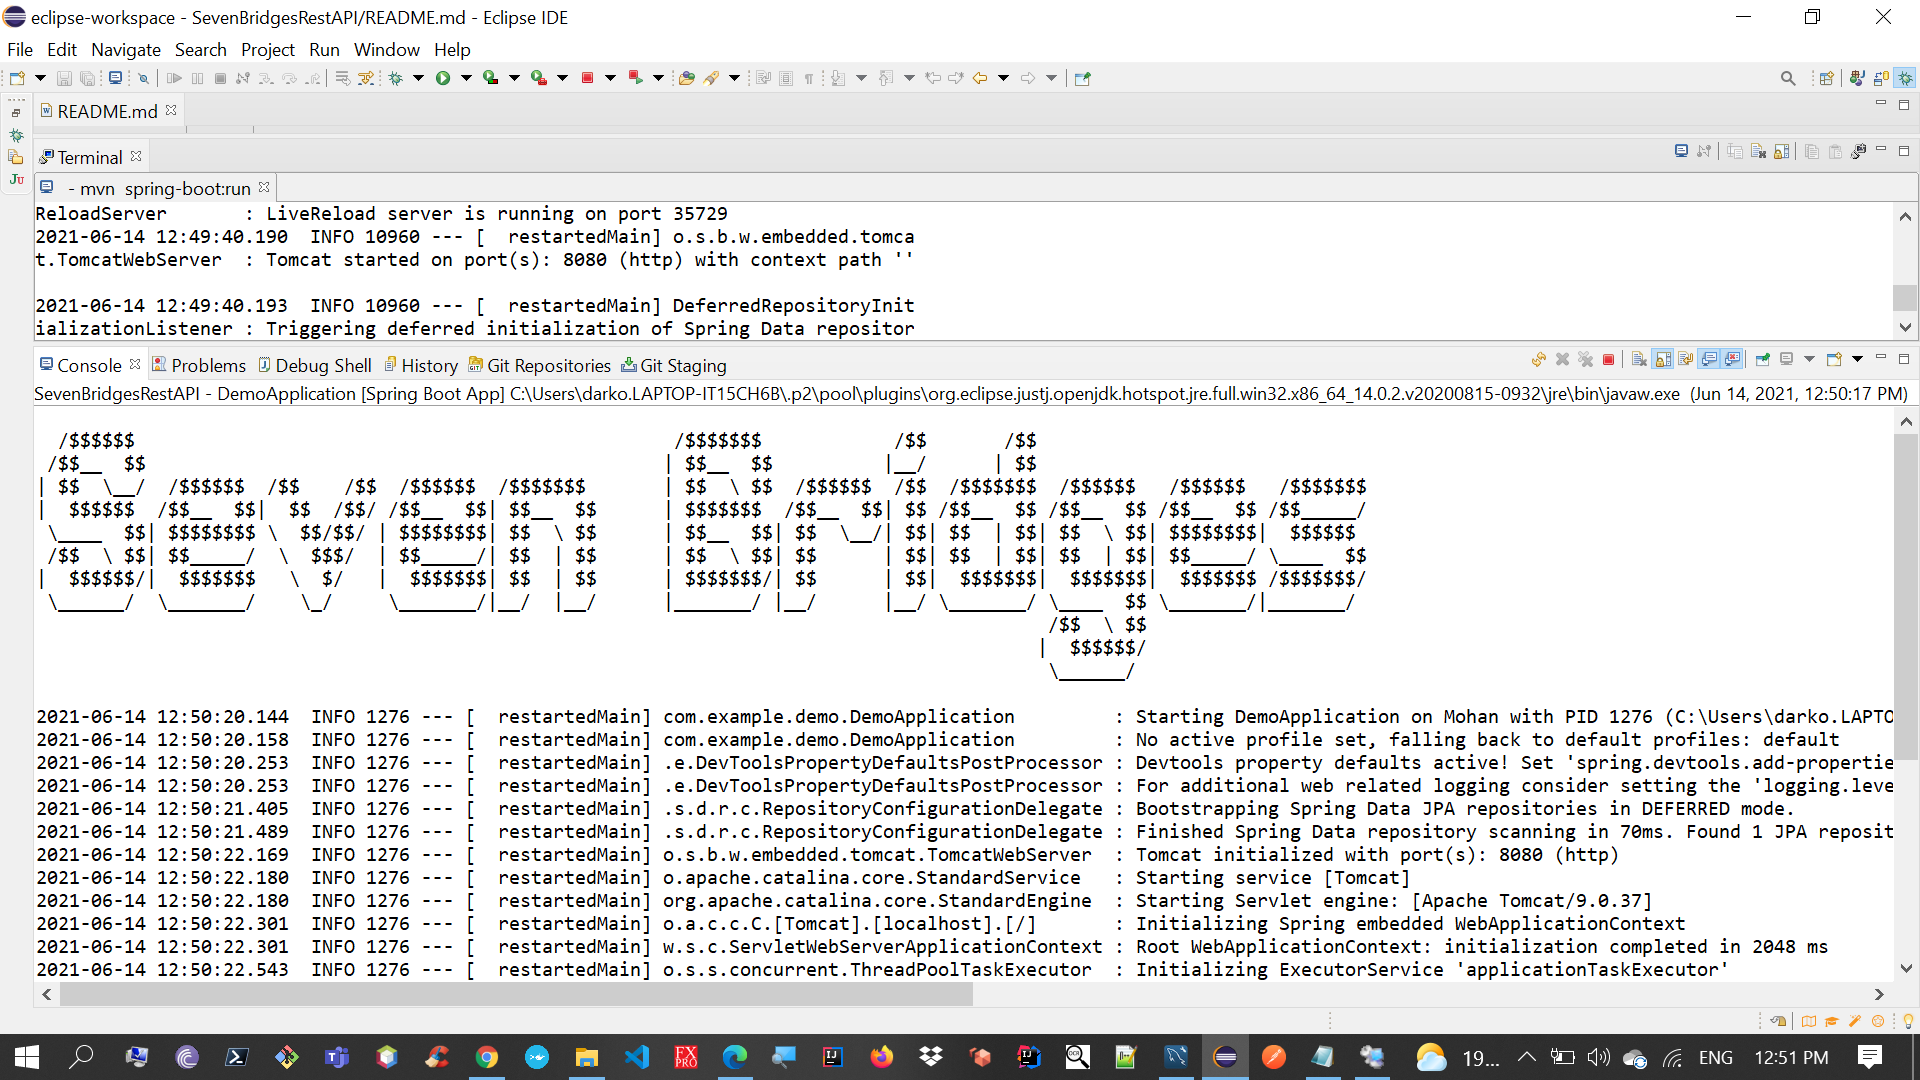 eclipse-workspace - SevenBridgesRestAPI/README.md - Eclipse IDE
File Edit Navigate Search Project Run Window Help
README.md
Terminal
- mvn spring-boot:run
ReloadServer       : LiveReload server is running on port 35729
2021-06-14 12:49:40.190  INFO 10960 --- [  restartedMain] o.s.b.w.embedded.tomca
t.TomcatWebServer  : Tomcat started on port(s): 8080 (http) with context path ''
2021-06-14 12:49:40.193  INFO 10960 --- [  restartedMain] DeferredRepositoryInit
ializationListener : Triggering deferred initialization of Spring Data repositor
Console Problems Debug Shell History Git Repositories Git Staging
SevenBridgesRestAPI - DemoApplication [Spring Boot App] C:\Users\darko.LAPTOP-IT15CH6B\.p2\pool\plugins\org.eclipse.justj.openjdk.hotspot.jre.full.win32.x86_64_14.0.2.v20200815-0932\jre\bin\javaw.exe (Jun 14, 2021, 12:50:17 PM)
Seven Bridges
2021-06-14 12:50:20.144  INFO 1276 --- [  restartedMain] com.example.demo.DemoApplication         : Starting DemoApplication on Mohan with PID 1276 (C:\Users\darko.LAPTO
2021-06-14 12:50:20.158  INFO 1276 --- [  restartedMain] com.example.demo.DemoApplication         : No active profile set, falling back to default profiles: default
2021-06-14 12:50:20.253  INFO 1276 --- [  restartedMain] .e.DevToolsPropertyDefaultsPostProcessor : Devtools property defaults active! Set 'spring.devtools.add-propertie
2021-06-14 12:50:20.253  INFO 1276 --- [  restartedMain] .e.DevToolsPropertyDefaultsPostProcessor : For additional web related logging consider setting the 'logging.leve
2021-06-14 12:50:21.405  INFO 1276 --- [  restartedMain] .s.d.r.c.RepositoryConfigurationDelegate : Bootstrapping Spring Data JPA repositories in DEFERRED mode.
2021-06-14 12:50:21.489  INFO 1276 --- [  restartedMain] .s.d.r.c.RepositoryConfigurationDelegate : Finished Spring Data repository scanning in 70ms. Found 1 JPA reposit
2021-06-14 12:50:22.169  INFO 1276 --- [  restartedMain] o.s.b.w.embedded.tomcat.TomcatWebServer  : Tomcat initialized with port(s): 8080 (http)
2021-06-14 12:50:22.180  INFO 1276 --- [  restartedMain] o.apache.catalina.core.StandardService   : Starting service [Tomcat]
2021-06-14 12:50:22.180  INFO 1276 --- [  restartedMain] org.apache.catalina.core.StandardEngine  : Starting Servlet engine: [Apache Tomcat/9.0.37]
2021-06-14 12:50:22.301  INFO 1276 --- [  restartedMain] o.a.c.c.C.[Tomcat].[localhost].[/]       : Initializing Spring embedded WebApplicationContext
2021-06-14 12:50:22.301  INFO 1276 --- [  restartedMain] w.s.c.ServletWebServerApplicationContext : Root WebApplicationContext: initialization completed in 2048 ms
2021-06-14 12:50:22.543  INFO 1276 --- [  restartedMain] o.s.s.concurrent.ThreadPoolTaskExecutor  : Initializing ExecutorService 'applicationTaskExecutor'
19... ENG 12:51 PM